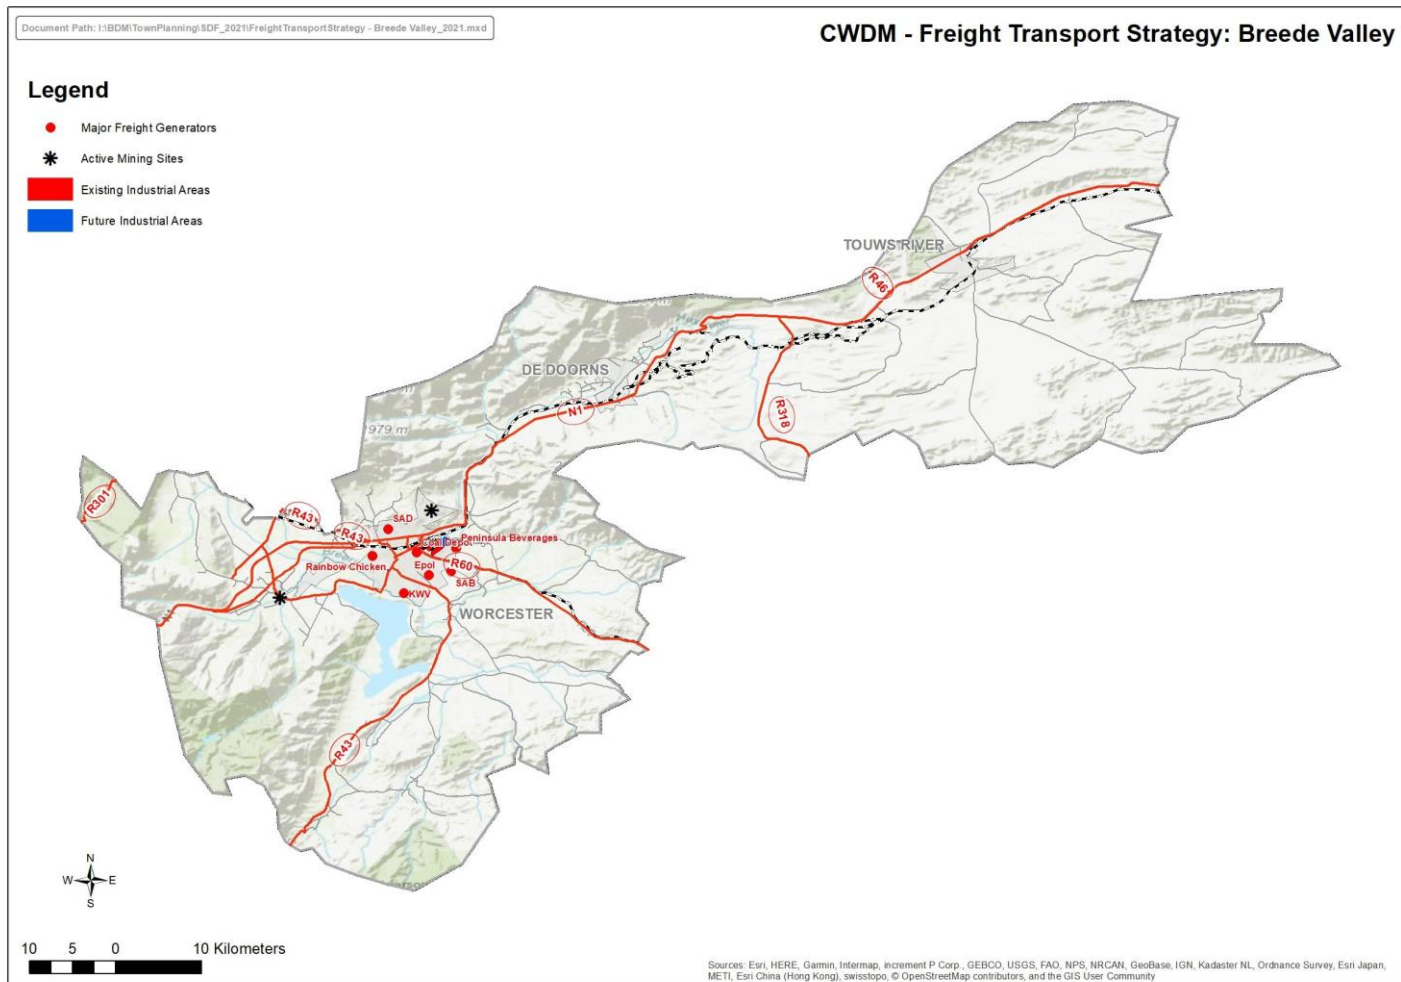 Document Path: I:\BDM\TownPlanning\SDF_2021\FreightTransportStrategy - Breede Valley_2021.mxd
CWDM - Freight Transport Strategy: Breede Valley
Legend
Major Freight Generators
Active Mining Sites
Existing Industrial Areas
Future Industrial Areas
TOUWS RIVER
R46
DE DOORNS
N1
R318
979 m
R301
R43
R43
SAD
Coal Depot
Peninsula Beverages
Rainbow Chicken
Epol
R60
SAB
KWV
WORCESTER
N1
R43
N
W
E
S
10 5 0 10 Kilometers
Sources: Esri, HERE, Garmin, Intermap, increment P Corp., GEBCO, USGS, FAO, NPS, NRCAN, GeoBase, IGN, Kadaster NL, Ordnance Survey, Esri Japan,
METI, Esri China (Hong Kong), swisstopo, © OpenStreetMap contributors, and the GIS User Community